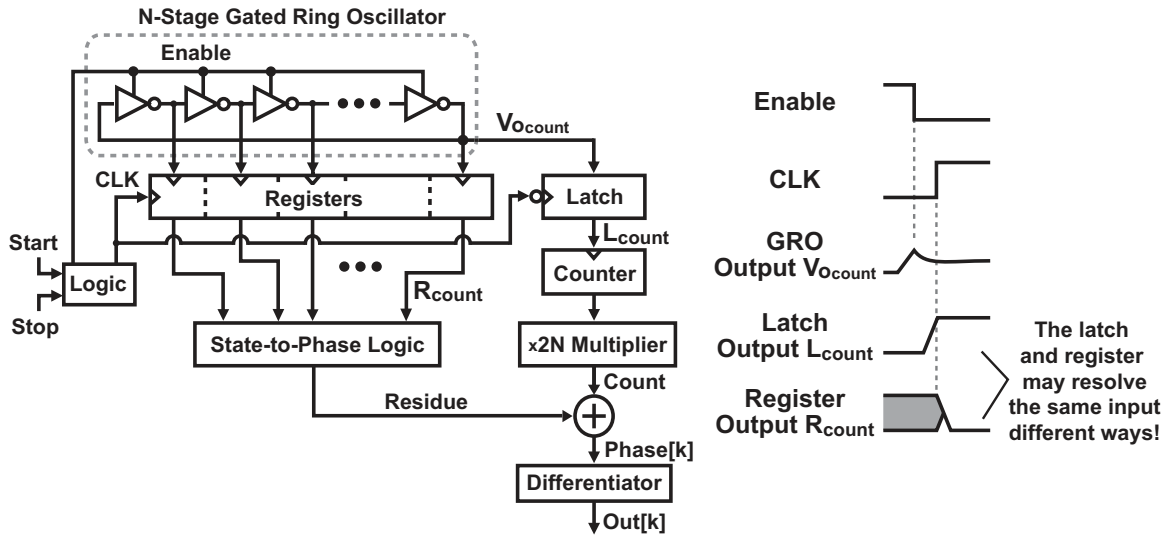 N-Stage Gated Ring Oscillator
Enable
Vocount
CLK
Registers
Latch
Lcount
Start
Logic
Stop
Counter
Rcount
State-to-Phase Logic
x2N Multiplier
Count
Residue
+
Phase[k]
Differentiator
Out[k]
Enable
CLK
GRO
Output Vocount
Latch
Output Lcount
Register
Output Rcount
The latch
and register
may resolve
the same input
different ways!